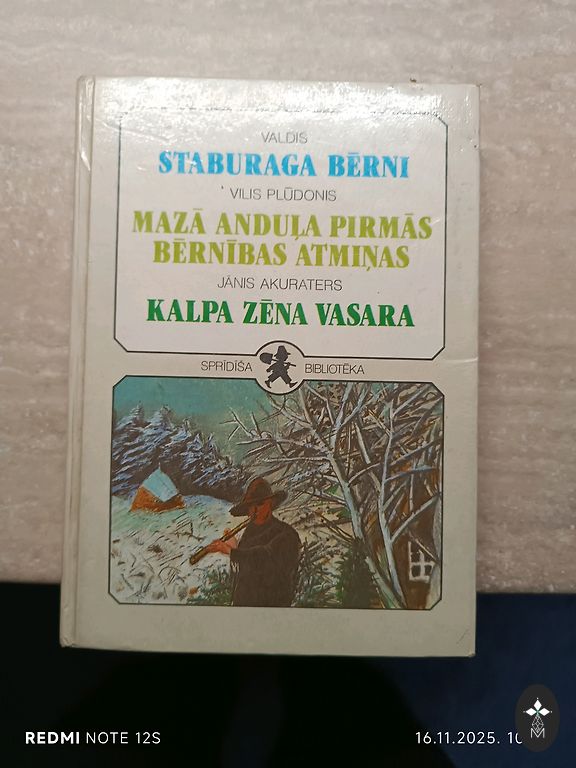 VALDIS
STABURAGA BĒRNI
VILIS PLŪDONIS
MAZĀ ANDUĻA PIRMĀS
BĒRNĪBAS ATMIŅAS
JĀNIS AKURATERS
KALPA ZĒNA VASARA
SPRĪDĪŠA BIBLIOTĒKA
REDMI NOTE 12S
16.11.2025. 10
M